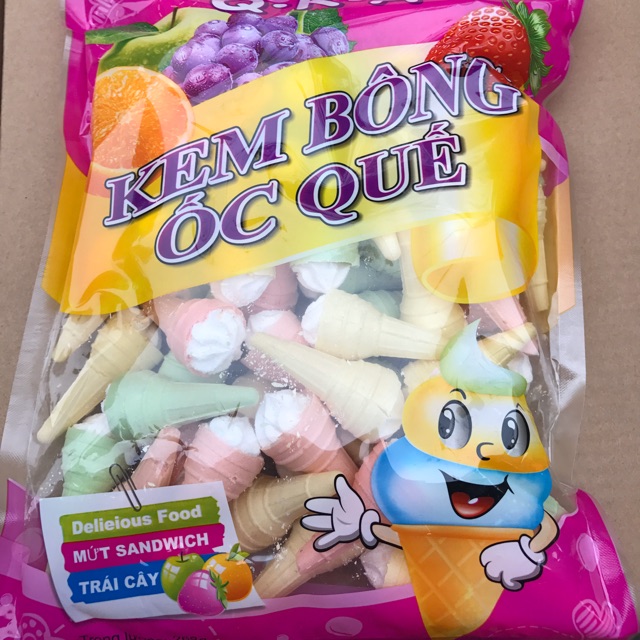 KEM BÔNG
ỐC QUẾ
Delieious Food
MỨT SANDWICH
TRÁI CÂY